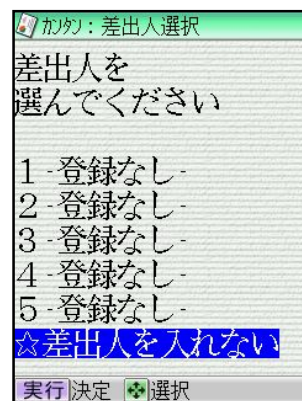 カンタン：差出人選択
差出人を
選んでください
1 -登録なし-
2 -登録なし-
3 -登録なし-
4 -登録なし-
5 -登録なし-
☆差出人を入れない
実行決定 選択